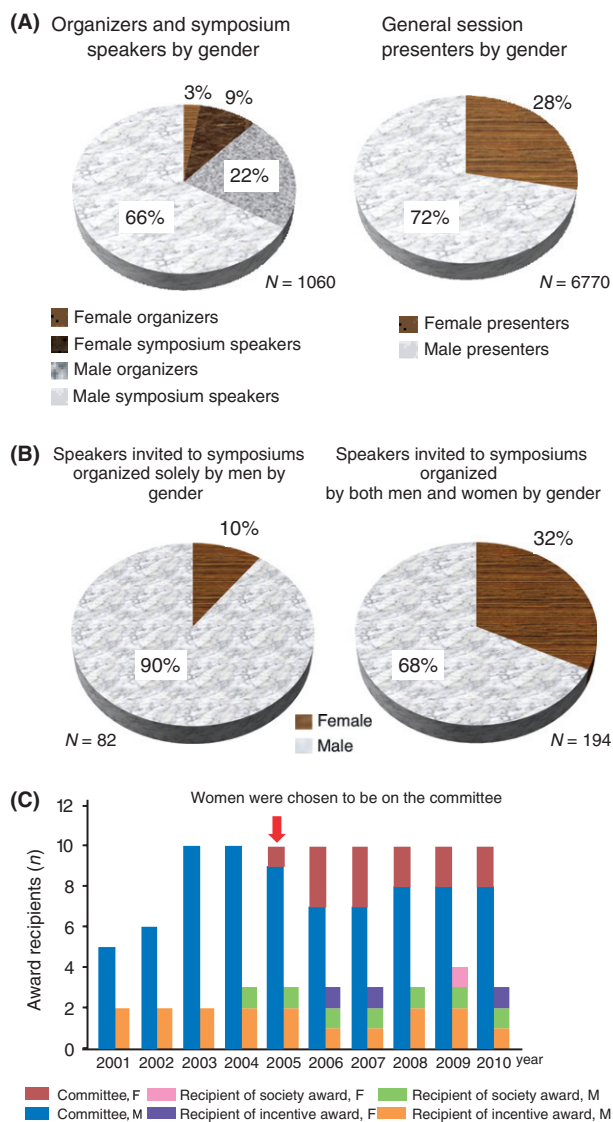 (A) Organizers and symposium
speakers by gender
General session
presenters by gender
3%
9%
22%
66%
N = 1060
28%
72%
N = 6770
Female organizers
Female symposium speakers
Male organizers
Male symposium speakers
Female presenters
Male presenters
(B) Speakers invited to symposiums
organized solely by men by
gender
Speakers invited to symposiums
organized
by both men and women by gender
10%
90%
N = 82
32%
68%
N = 194
Female
Male
(C)
Women were chosen to be on the committee
Award recipients (n)
12
10
8
6
4
2
0
2001 2002 2003 2004 2005 2006 2007 2008 2009 2010 year
Committee, F
Recipient of society award, F
Recipient of society award, M
Committee, M
Recipient of incentive award, F
Recipient of incentive award, M